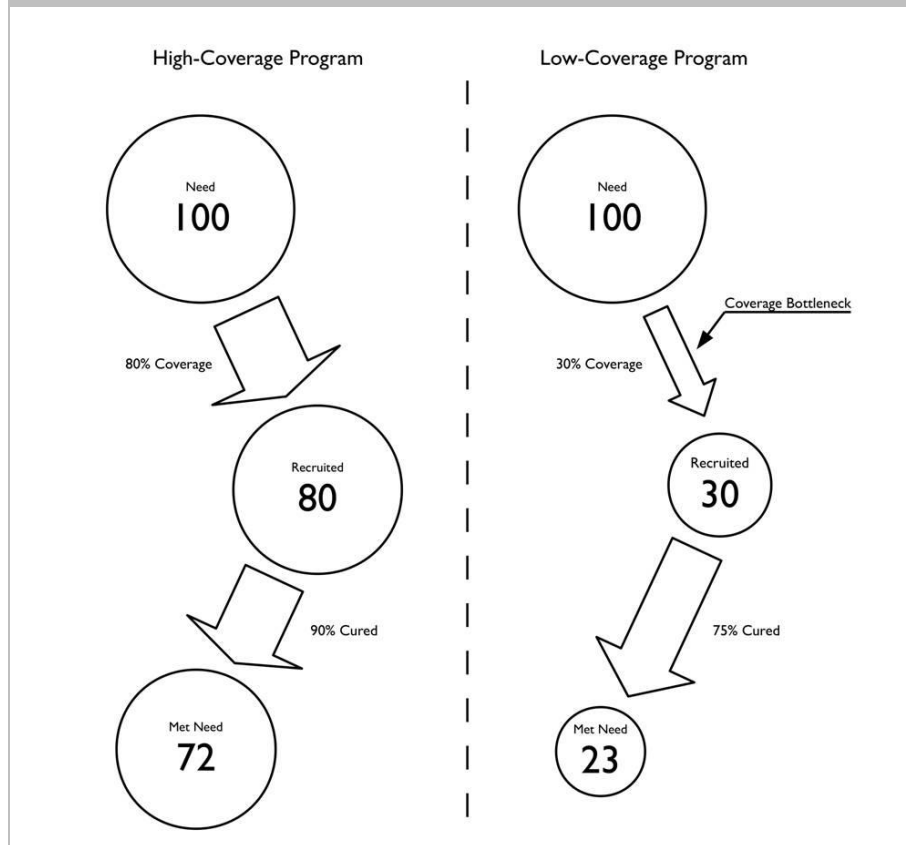 High-Coverage Program
Need
100
80% Coverage
Recruited
80
90% Cured
Met Need
72
Low-Coverage Program
Need
100
Coverage Bottleneck
30% Coverage
Recruited
30
75% Cured
Met Need
23